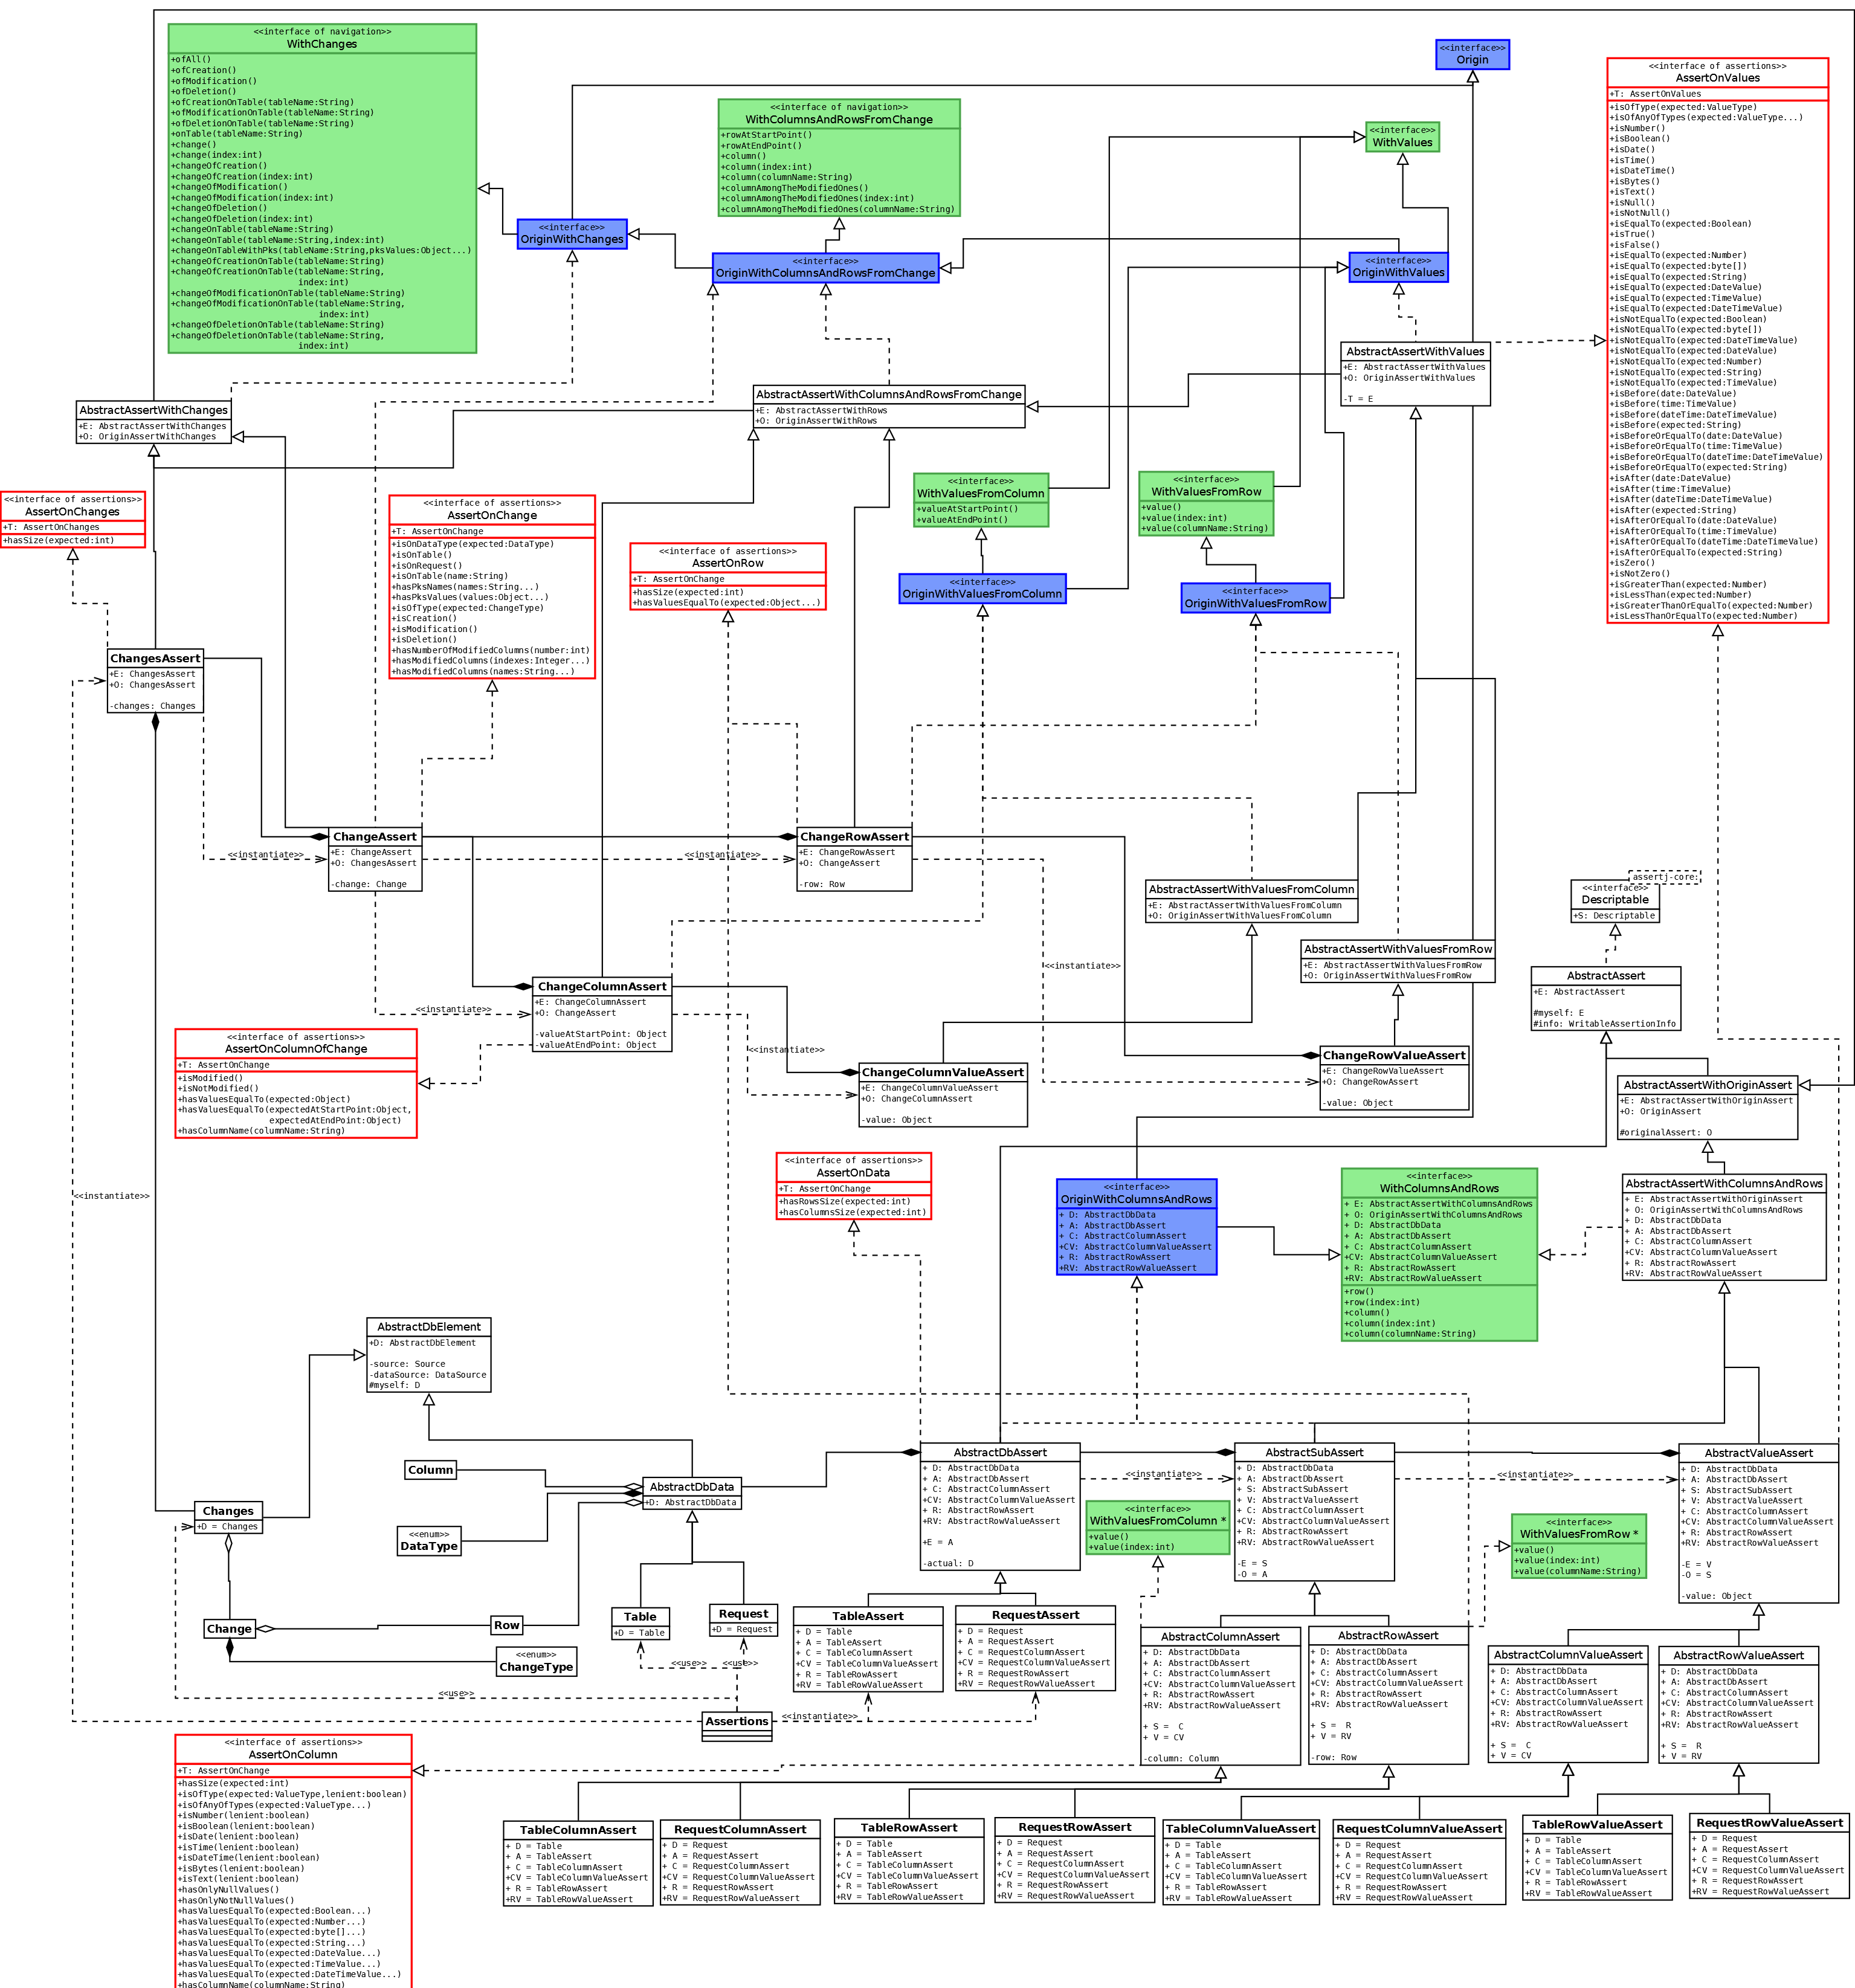 <<interface of navigation>>
WithChanges
+ofAll()
+ofCreation()
+ofModification()
+ofDeletion()
+ofCreationOnTable(tableName:String)
+ofModificationOnTable(tableName:String)
+ofDeletionOnTable(tableName:String)
+onTable(tableName:String)
+change()
+change(index:int)
+changeOfCreation()
+changeOfCreation(index:int)
+changeOfModification()
+changeOfModification(index:int)
+changeOfDeletion()
+changeOfDeletion(index:int)
+changeOnTable(tableName:String)
+changeOnTable(tableName:String,index:int)
+changeOnTableWithPks(tableName:String,pksValues:Object...)
+changeOfCreationOnTable(tableName:String)
+changeOfCreationOnTable(tableName:String,
index:int)
+changeOfModificationOnTable(tableName:String)
+changeOfModificationOnTable(tableName:String,
index:int)
+changeOfDeletionOnTable(tableName:String)
+changeOfDeletionOnTable(tableName:String,
index:int)
<<interface of navigation>>
WithColumnsAndRowsFromChange
+rowAtStartPoint()
+rowAtEndPoint()
+column()
+column(index:int)
+column(columnName:String)
+columnAmongTheModifiedOnes()
+columnAmongTheModifiedOnes(index:int)
+columnAmongTheModifiedOnes(columnName:String)
<<interface>>
Origin
<<interface>>
WithValues
<<interface of assertions>>
AssertOnValues
+T: AssertOnValues
+isOfType(expected:ValueType)
+isOfAnyOfTypes(expected:ValueType...)
+isNumber()
+isBoolean()
+isDate()
+isTime()
+isDateTime()
+isBytes()
+isText()
+isNull()
+isNotNull()
+isEqualTo(expected:Boolean)
+isTrue()
+isFalse()
+isEqualTo(expected:Number)
+isEqualTo(expected:byte[])
+isEqualTo(expected:String)
+isEqualTo(expected:DateValue)
+isEqualTo(expected:TimeValue)
+isEqualTo(expected:DateTimeValue)
+isNotEqualTo(expected:Boolean)
+isNotEqualTo(expected:byte[])
+isNotEqualTo(expected:DateTimeValue)
+isNotEqualTo(expected:DateValue)
+isNotEqualTo(expected:Number)
+isNotEqualTo(expected:String)
+isNotEqualTo(expected:TimeValue)
+isBefore(date:DateValue)
+isBefore(time:TimeValue)
+isBefore(dateTime:DateTimeValue)
+isBefore(expected:String)
+isBeforeOrEqualTo(date:DateValue)
+isBeforeOrEqualTo(time:TimeValue)
+isBeforeOrEqualTo(dateTime:DateTimeValue)
+isBeforeOrEqualTo(expected:String)
+isAfter(date:DateValue)
+isAfter(time:TimeValue)
+isAfter(dateTime:DateTimeValue)
+isAfter(expected:String)
+isAfterOrEqualTo(date:DateValue)
+isAfterOrEqualTo(time:TimeValue)
+isAfterOrEqualTo(dateTime:DateTimeValue)
+isAfterOrEqualTo(expected:String)
+isZero()
+isNotZero()
+isGreaterThan(expected:Number)
+isLessThan(expected:Number)
+isGreaterThanOrEqualTo(expected:Number)
+isLessThanOrEqualTo(expected:Number)
<<interface>>
OriginWithChanges
<<interface>>
OriginWithColumnsAndRowsFromChange
<<interface>>
OriginWithValues
AbstractAssertWithValues
+E: AbstractAssertWithValues
+O: OriginAssertWithValues
-T = E
AbstractAssertWithChanges
+E: AbstractAssertWithChanges
+O: OriginAssertWithChanges
AbstractAssertWithColumnsAndRowsFromChange
+E: AbstractAssertWithRows
+O: OriginAssertWithRows
<<interface of assertions>>
AssertOnChanges
+T: AssertOnChanges
+hasSize(expected:int)
<<interface of assertions>>
AssertOnChange
+T: AssertOnChange
+isOnDataType(expected:DataType)
+isOnTable()
+isOnRequest()
+isOnTable(name:String)
+hasPksNames(names:String...)
+hasPksValues(values:Object...)
+isOfType(expected:ChangeType)
+isCreation()
+isModification()
+isDeletion()
+hasNumberOfModifiedColumns(number:int)
+hasModifiedColumns(indexes:Integer...)
+hasModifiedColumns(names:String...)
<<interface of assertions>>
AssertOnRow
+T: AssertOnChange
+hasSize(expected:int)
+hasValuesEqualTo(expected:Object...)
<<interface>>
WithValuesFromColumn
+valueAtStartPoint()
+valueAtEndPoint()
<<interface>>
WithValuesFromRow
+value()
+value(index:int)
+value(columnName:String)
<<interface>>
OriginWithValuesFromColumn
<<interface>>
OriginWithValuesFromRow
ChangesAssert
+E: ChangesAssert
+O: ChangesAssert
-changes: Changes
ChangeAssert
+E: ChangeAssert
+O: ChangesAssert
-change: Change
<<instantiate>>
<<instantiate>>
ChangeRowAssert
+E: ChangeRowAssert
+O: ChangeAssert
-row: Row
AbstractAssertWithValuesFromColumn
+E: AbstractAssertWithValuesFromColumn
+O: OriginAssertWithValuesFromColumn
AbstractAssertWithValuesFromRow
+E: AbstractAssertWithValuesFromRow
+O: OriginAssertWithValuesFromRow
assertj-core:
<<interface>>
Descriptable
+S: Descriptable
AbstractAssert
+E: AbstractAssert
#myself: E
#info: WritableAssertionInfo
<<instantiate>>
ChangeColumnAssert
+E: ChangeColumnAssert
+O: ChangeAssert
-valueAtStartPoint: Object
-valueAtEndPoint: Object
<<instantiate>>
<<instantiate>>
<<interface of assertions>>
AssertOnColumnOfChange
+T: AssertOnChange
+isModified()
+isNotModified()
+hasValuesEqualTo(expected:Object)
+hasValuesEqualTo(expectedAtStartPoint:Object,
expectedAtEndPoint:Object)
+hasColumnName(columnName:String)
ChangeColumnValueAssert
+E: ChangeColumnValueAssert
+O: ChangeColumnAssert
-value: Object
ChangeRowValueAssert
+E: ChangeRowValueAssert
+O: ChangeRowAssert
-value: Object
AbstractAssertWithOriginAssert
+E: AbstractAssertWithOriginAssert
+O: OriginAssert
#originalAssert: O
<<instantiate>>
<<interface of assertions>>
AssertOnData
+T: AssertOnChange
+hasRowsSize(expected:int)
+hasColumnsSize(expected:int)
<<interface>>
OriginWithColumnsAndRows
+ D: AbstractDbData
+ A: AbstractDbAssert
+ C: AbstractColumnAssert
+CV: AbstractColumnValueAssert
+ R: AbstractRowAssert
+RV: AbstractRowValueAssert
<<interface>>
WithColumnsAndRows
+ E: AbstractAssertWithColumnsAndRows
+ O: OriginAssertWithColumnsAndRows
+ D: AbstractDbData
+ A: AbstractDbAssert
+ C: AbstractColumnAssert
+CV: AbstractColumnValueAssert
+ R: AbstractRowAssert
+RV: AbstractRowValueAssert
+row()
+row(index:int)
+column()
+column(index:int)
+column(columnName:String)
AbstractAssertWithColumnsAndRows
+ E: AbstractAssertWithOriginAssert
+ O: OriginAssertWithColumnsAndRows
+ D: AbstractDbData
+ A: AbstractDbAssert
+ C: AbstractColumnAssert
+CV: AbstractColumnValueAssert
+ R: AbstractRowAssert
+RV: AbstractRowValueAssert
AbstractDbElement
+D: AbstractDbElement
-source: Source
-dataSource: DataSource
#myself: D
Column
AbstractDbData
+D: AbstractDbData
Changes
+D = Changes
<<enum>>
DataType
AbstractDbAssert
+ D: AbstractDbData
+ A: AbstractDbAssert
+ C: AbstractColumnAssert
+CV: AbstractColumnValueAssert
+ R: AbstractRowAssert
+RV: AbstractRowValueAssert
+E = A
-actual: D
<<instantiate>>
<<interface>>
WithValuesFromColumn *
+value()
+value(index:int)
AbstractSubAssert
+ D: AbstractDbData
+ A: AbstractDbAssert
+ S: AbstractSubAssert
+ V: AbstractValueAssert
+ C: AbstractColumnAssert
+CV: AbstractColumnValueAssert
+ R: AbstractRowAssert
+RV: AbstractRowValueAssert
-E = S
-O = A
<<instantiate>>
<<interface>>
WithValuesFromRow *
+value()
+value(index:int)
+value(columnName:String)
AbstractValueAssert
+ D: AbstractDbData
+ A: AbstractDbAssert
+ S: AbstractSubAssert
+ V: AbstractValueAssert
+ C: AbstractColumnAssert
+CV: AbstractColumnValueAssert
+ R: AbstractRowAssert
+RV: AbstractRowValueAssert
-E = V
-O = S
-value: Object
Change
Row
<<enum>>
ChangeType
Table
+D = Table
Request
+D = Request
<<use>>
<<use>>
<<use>>
TableAssert
+ D = Table
+ A = TableAssert
+ C = TableColumnAssert
+CV = TableColumnValueAssert
+ R = TableRowAssert
+RV = TableRowValueAssert
RequestAssert
+ D = Request
+ A = RequestAssert
+ C = RequestColumnAssert
+CV = RequestColumnValueAssert
+ R = RequestRowAssert
+RV = RequestRowValueAssert
Assertions
<<instantiate>>
AbstractColumnAssert
+ D: AbstractDbData
+ A: AbstractDbAssert
+ C: AbstractColumnAssert
+CV: AbstractColumnValueAssert
+ R: AbstractRowAssert
+RV: AbstractRowValueAssert
+ S =  C
+ V = CV
-column: Column
AbstractRowAssert
+ D: AbstractDbData
+ A: AbstractDbAssert
+ C: AbstractColumnAssert
+CV: AbstractColumnValueAssert
+ R: AbstractRowAssert
+RV: AbstractRowValueAssert
+ S =  R
+ V = RV
-row: Row
AbstractColumnValueAssert
+ D: AbstractDbData
+ A: AbstractDbAssert
+ C: AbstractColumnAssert
+CV: AbstractColumnValueAssert
+ R: AbstractRowAssert
+RV: AbstractRowValueAssert
+ S =  C
+ V = CV
AbstractRowValueAssert
+ D: AbstractDbData
+ A: AbstractDbAssert
+ C: AbstractColumnAssert
+CV: AbstractColumnValueAssert
+ R: AbstractRowAssert
+RV: AbstractRowValueAssert
+ S =  R
+ V = RV
<<interface of assertions>>
AssertOnColumn
+T: AssertOnChange
+hasSize(expected:int)
+isOfType(expected:ValueType,lenient:boolean)
+isOfAnyOfTypes(expected:ValueType...)
+isNumber(lenient:boolean)
+isBoolean(lenient:boolean)
+isDate(lenient:boolean)
+isTime(lenient:boolean)
+isDateTime(lenient:boolean)
+isBytes(lenient:boolean)
+isText(lenient:boolean)
+hasOnlyNullValues()
+hasOnlyNotNullValues()
+hasValuesEqualTo(expected:Boolean...)
+hasValuesEqualTo(expected:Number...)
+hasValuesEqualTo(expected:byte[]...)
+hasValuesEqualTo(expected:String...)
+hasValuesEqualTo(expected:DateValue...)
+hasValuesEqualTo(expected:TimeValue...)
+hasValuesEqualTo(expected:DateTimeValue...)
+hasColumnName(columnName:String)
TableColumnAssert
+ D = Table
+ A = TableAssert
+ C = TableColumnAssert
+CV = TableColumnValueAssert
+ R = TableRowAssert
+RV = TableRowValueAssert
RequestColumnAssert
+ D = Request
+ A = RequestAssert
+ C = RequestColumnAssert
+CV = RequestColumnValueAssert
+ R = RequestRowAssert
+RV = RequestRowValueAssert
TableRowAssert
+ D = Table
+ A = TableAssert
+ C = TableColumnAssert
+CV = TableColumnValueAssert
+ R = TableRowAssert
+RV = TableRowValueAssert
RequestRowAssert
+ D = Request
+ A = RequestAssert
+ C = RequestColumnAssert
+CV = RequestColumnValueAssert
+ R = RequestRowAssert
+RV = RequestRowValueAssert
TableColumnValueAssert
+ D = Table
+ A = TableAssert
+ C = TableColumnAssert
+CV = TableColumnValueAssert
+ R = TableRowAssert
+RV = TableRowValueAssert
RequestColumnValueAssert
+ D = Request
+ A = RequestAssert
+ C = RequestColumnAssert
+CV = RequestColumnValueAssert
+ R = RequestRowAssert
+RV = RequestRowValueAssert
TableRowValueAssert
+ D = Table
+ A = TableAssert
+ C = TableColumnAssert
+CV = TableColumnValueAssert
+ R = TableRowAssert
+RV = TableRowValueAssert
RequestRowValueAssert
+ D = Request
+ A = RequestAssert
+ C = RequestColumnAssert
+CV = RequestColumnValueAssert
+ R = RequestRowAssert
+RV = RequestRowValueAssert